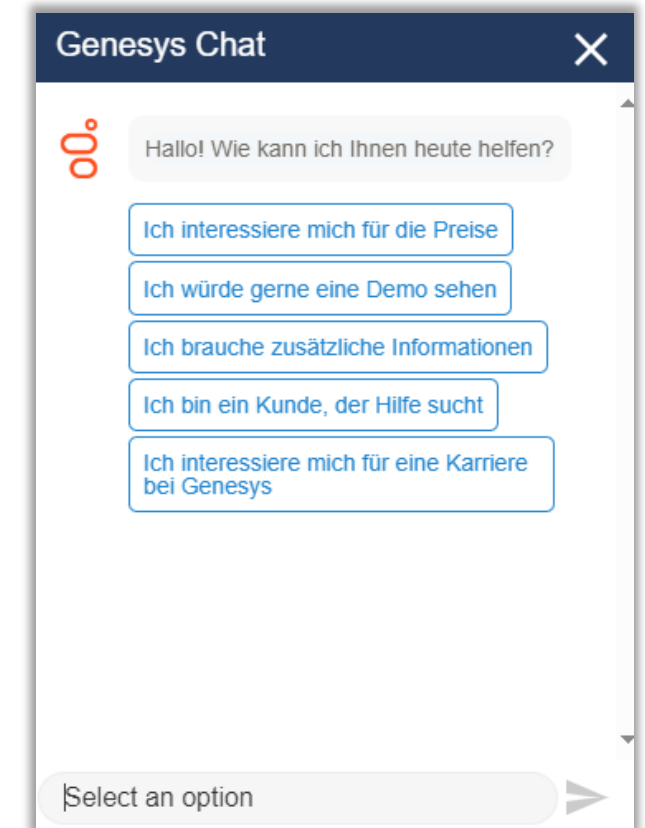 Genesys Chat
Hallo! Wie kann ich Ihnen heute helfen?
Ich interessiere mich für die Preise
Ich würde gerne eine Demo sehen
Ich brauche zusätzliche Informationen
Ich bin ein Kunde, der Hilfe sucht
Ich interessiere mich für eine Karriere
bei Genesys
Select an option